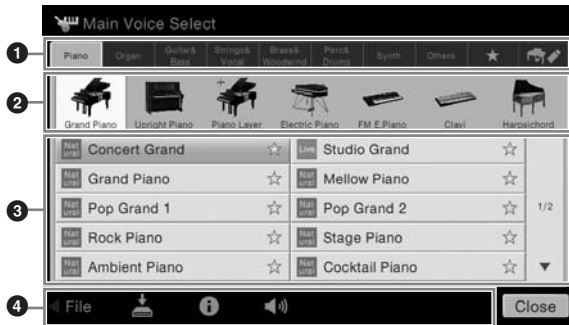 Main Voice Select
1
Piano Organ Guitar& Bass Strings& Vocal Brass& Woodwind Perc& Drums Synth Others
2
Grand Piano Upright Piano Piano Layer Electric Piano FM E.Piano Clavi Harpsichord
3
Natural Concert Grand Live Studio Grand
Natural Grand Piano Natural Mellow Piano
Natural Pop Grand 1 Natural Pop Grand 2 1/2
Natural Rock Piano Natural Stage Piano
Natural Ambient Piano Natural Cocktail Piano
4
File Close